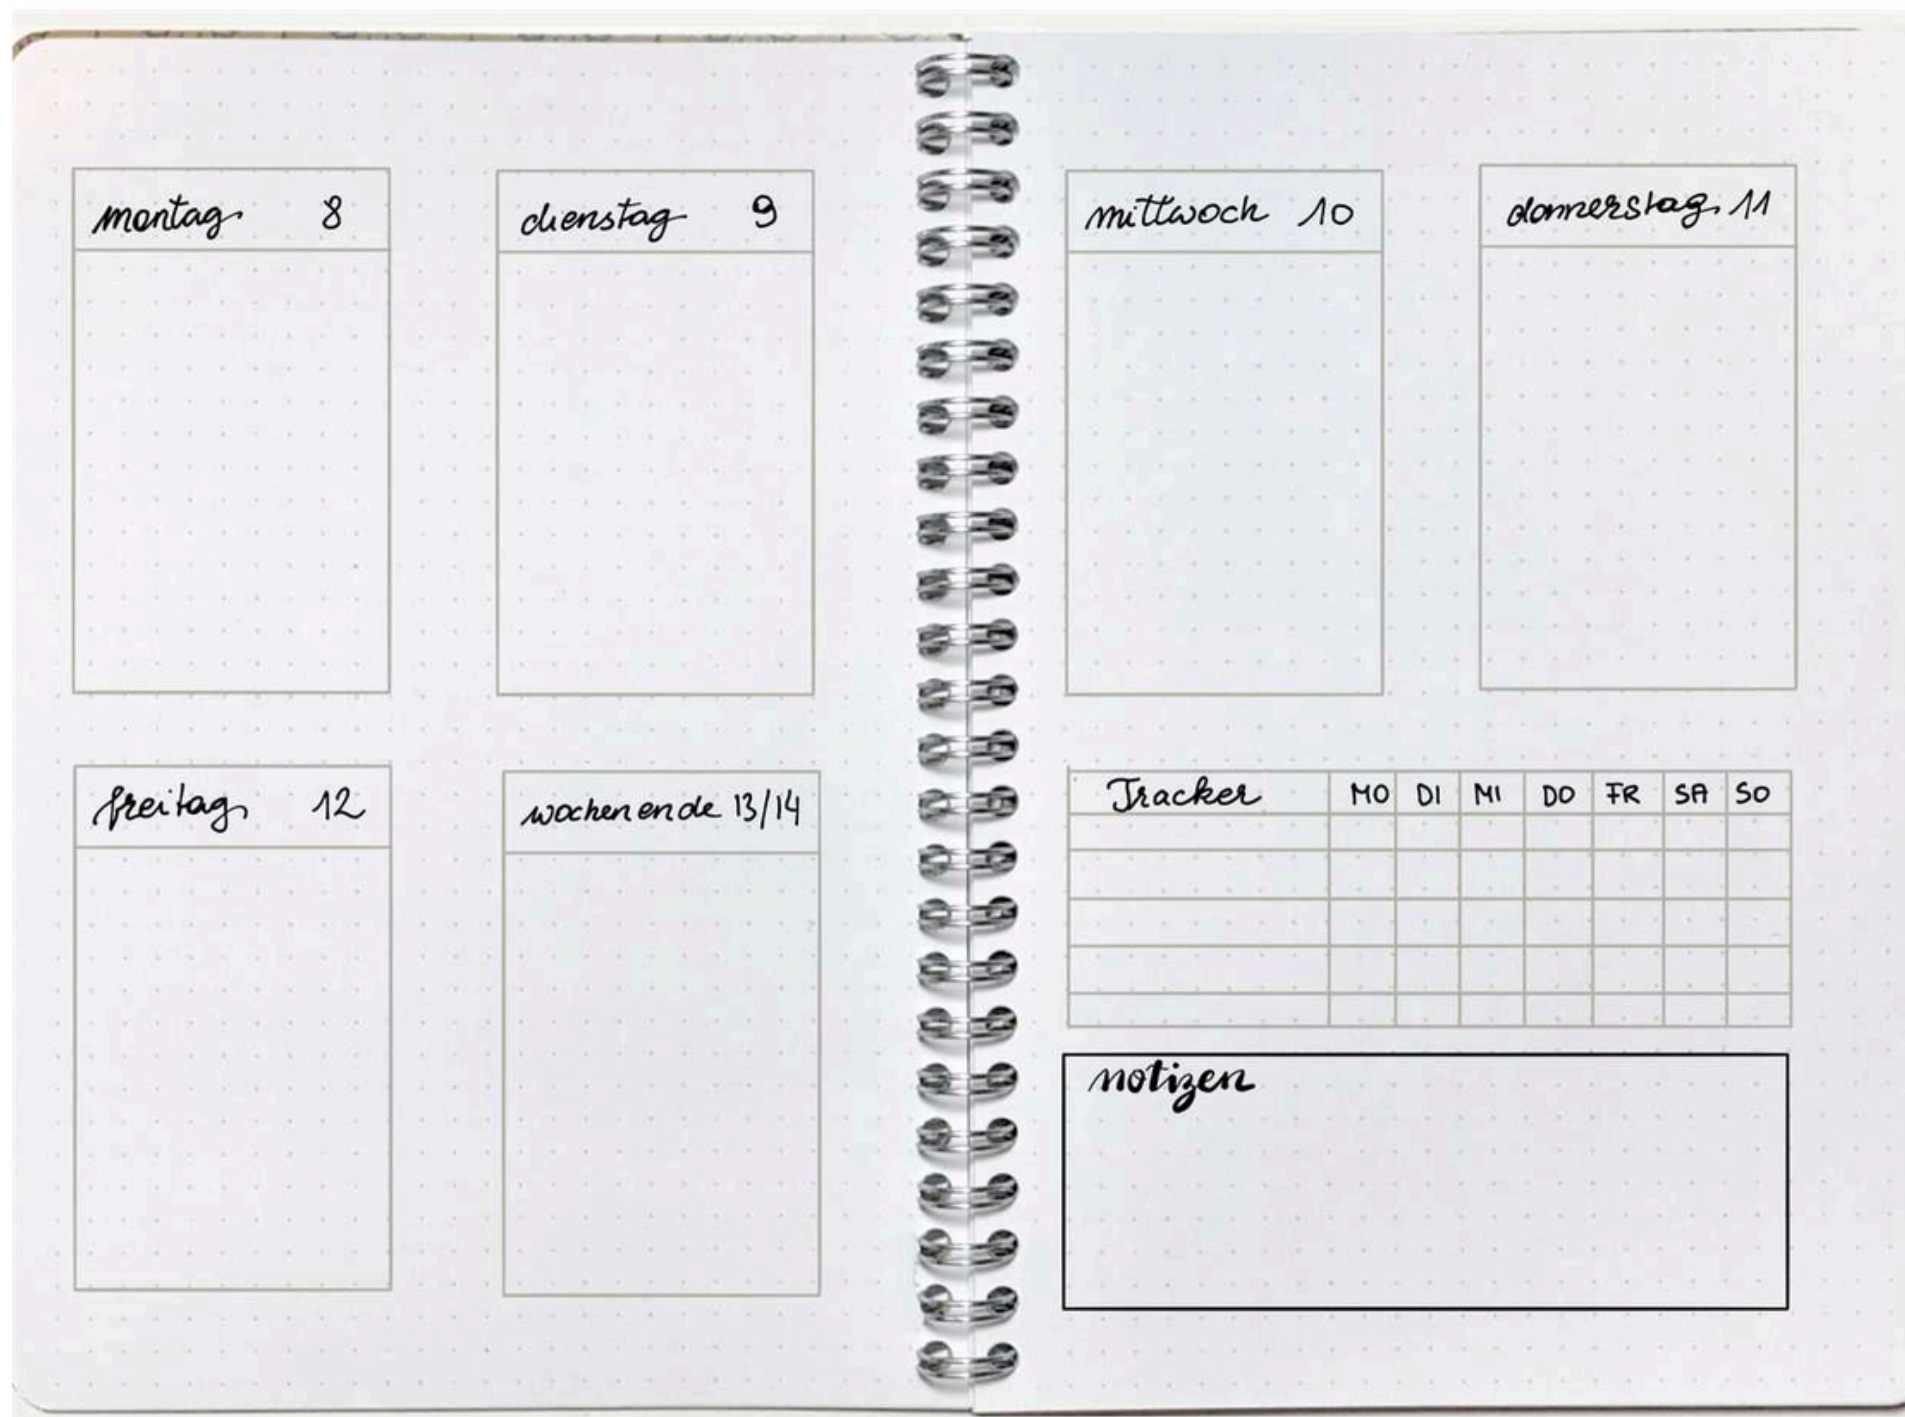 montag 8
dienstag 9
mittwoch 10
donnerstag 11
freitag 12
wochenende 13/14
Tracker MO DI MI DO FR SA SO
notizen